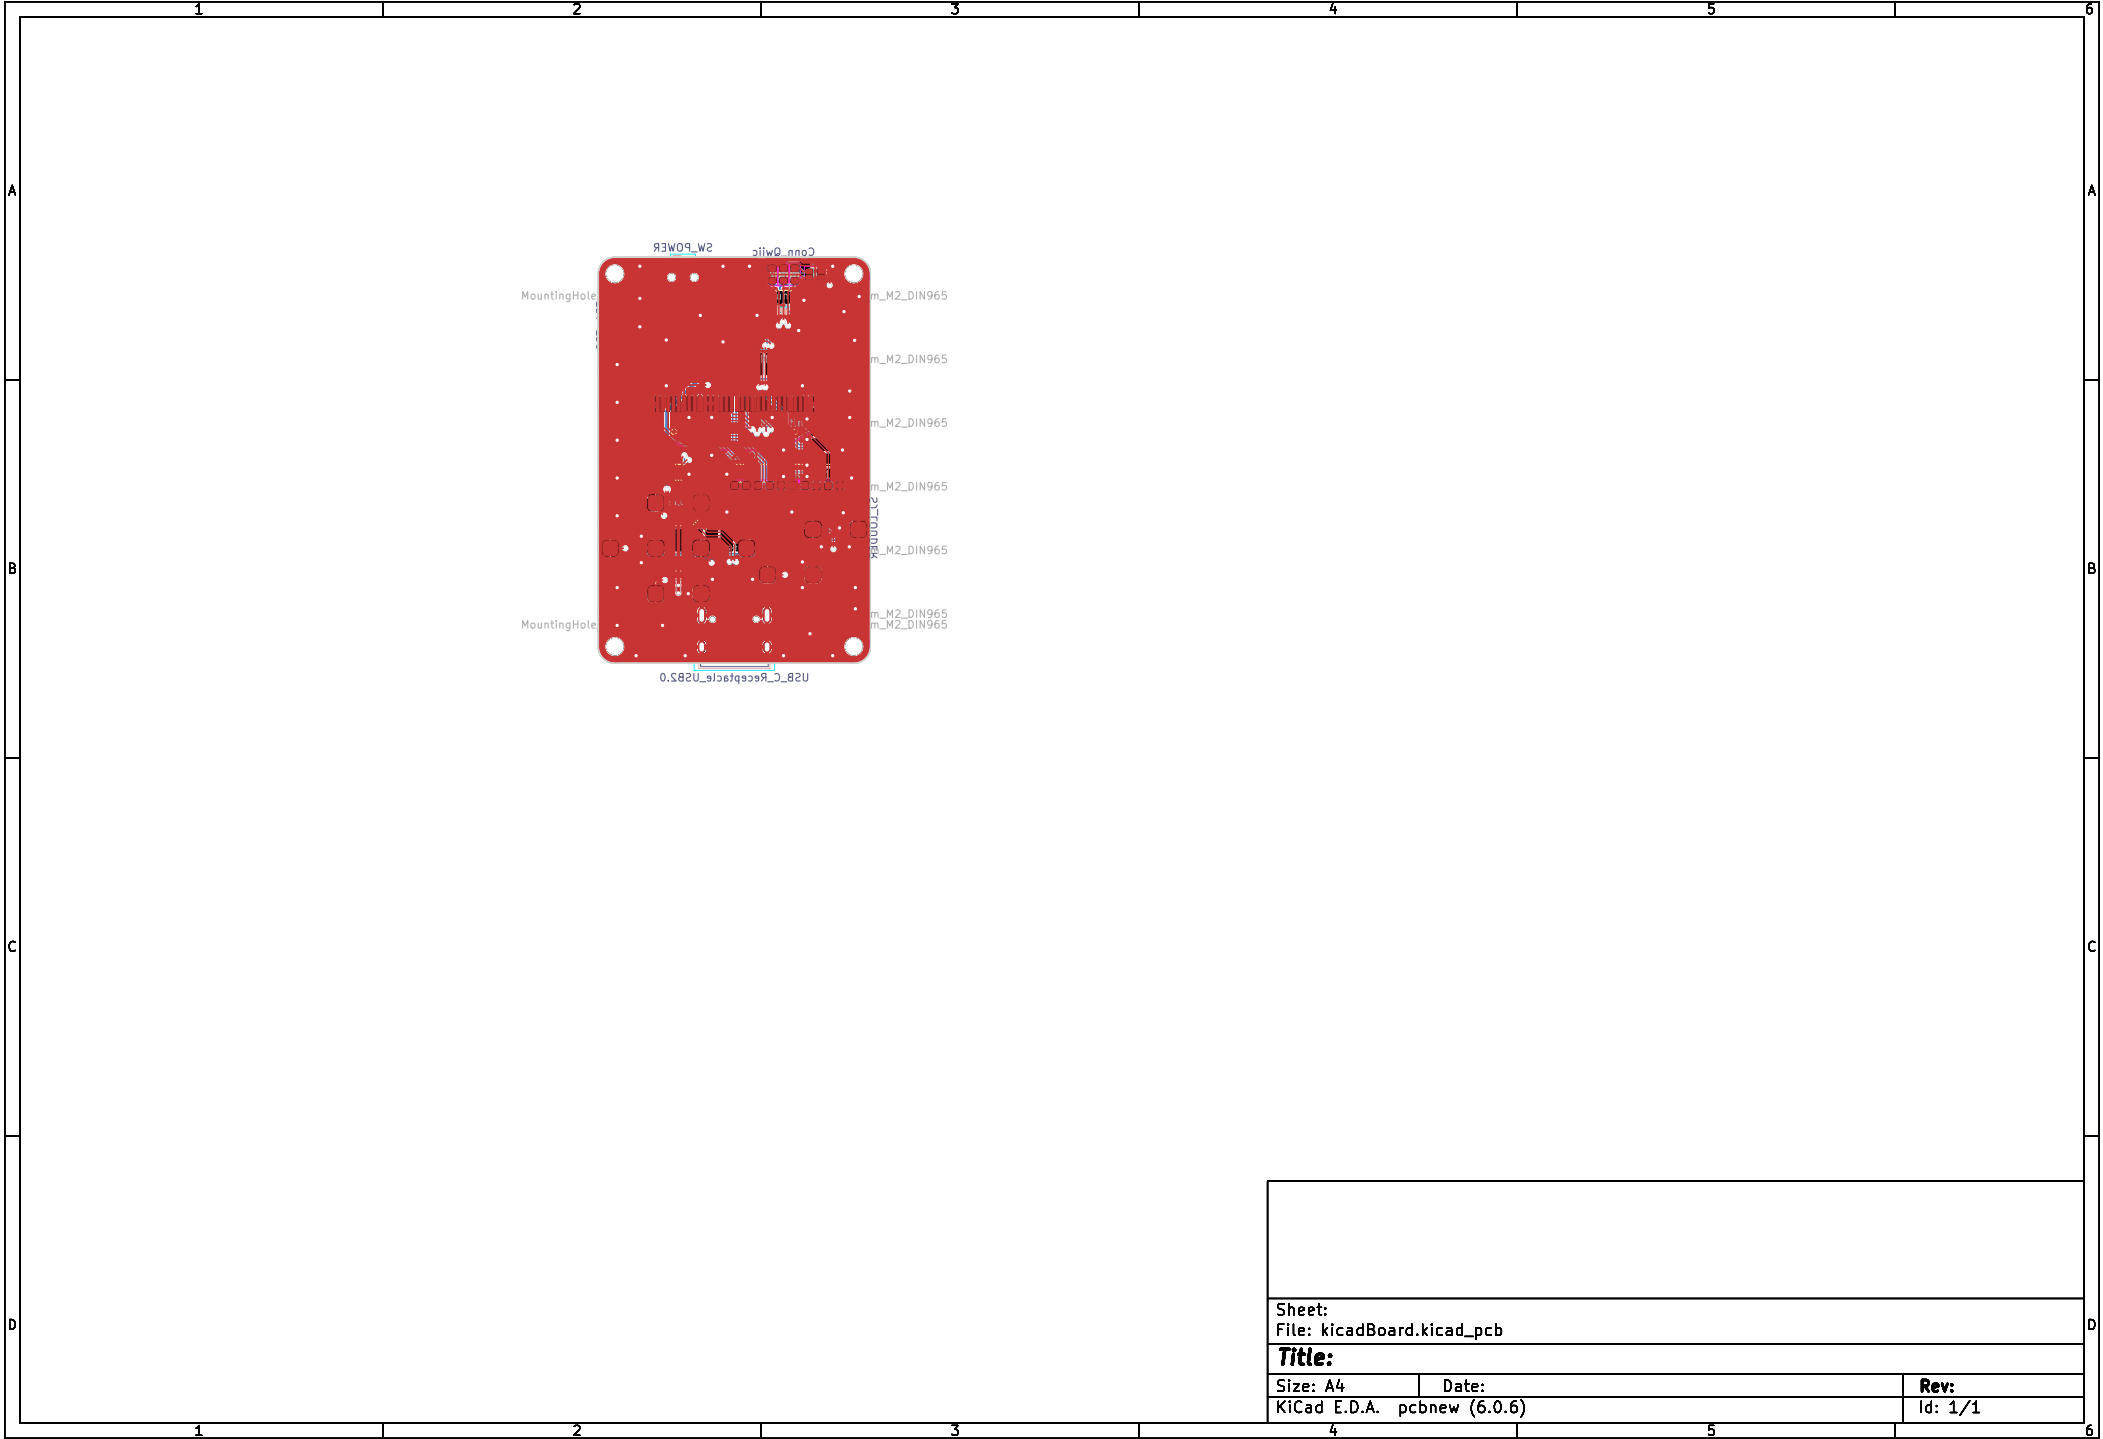 1 2 3 4 5 6
A A
SW_POWER Conn_Qwiic
MountingHole m_M2_DIN965
m_M2_DIN965
m_M2_DIN965
m_M2_DIN965
m_M2_DIN965
B B
m_M2_DIN965
MountingHole m_M2_DIN965
USB_C_Receptacle_USB2.0
C C
Sheet:
D D
File: kicadBoard.kicad_pcb
Title:
Size: A4 Date: Rev:
KiCad E.D.A. pcbnew (6.0.6) Id: 1/1
1 2 3 4 5 6